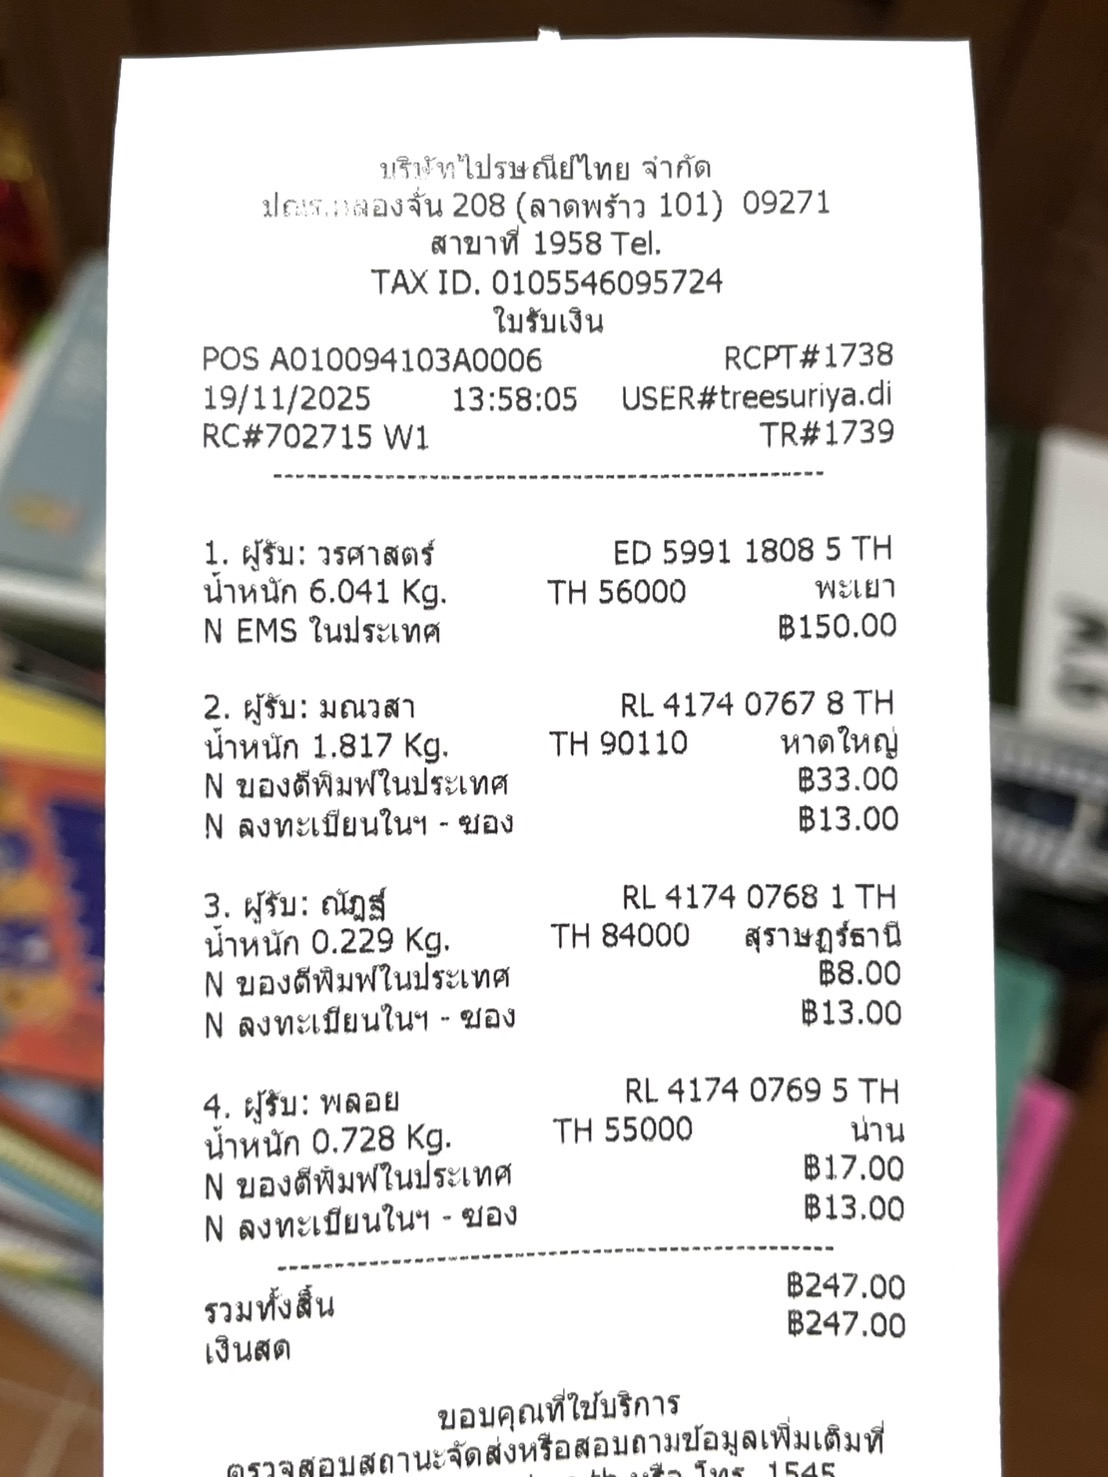 บริษัทไปรษณีย์ไทย จำกัด
208 (ลาดพร้าว 101) 09271
สาขาที่ 1958 Tel.
TAX ID. 0105546095724
ใบรับเงิน
POS A010094103A0006 RCPT#1738
19/11/2025 13:58:05 USER#treesuriya.di
RC#702715 W1 TR#1739
1. ผู้รับ: วรศาสตร์ ED 5991 1808 5 TH
น้ำหนัก 6.041 Kg. TH 56000 พะเยา
N EMS ในประเทศ ฿150.00
2. ผู้รับ: มณวสา RL 4174 0767 8 TH
น้ำหนัก 1.817 Kg. TH 90110 หาดใหญ่
N ของตีพิมพ์ในประเทศ ฿33.00
N ลงทะเบียนในฯ - ซอง ฿13.00
3. ผู้รับ: ณัฏฐ์ RL 4174 0768 1 TH
น้ำหนัก 0.229 Kg. TH 84000 สุราษฎร์ธานี
N ของตีพิมพ์ในประเทศ ฿8.00
N ลงทะเบียนในฯ - ซอง ฿13.00
4. ผู้รับ: พลอย RL 4174 0769 5 TH
น้ำหนัก 0.728 Kg. TH 55000 น่าน
N ของตีพิมพ์ในประเทศ ฿17.00
N ลงทะเบียนในฯ - ซอง ฿13.00
รวมทั้งสิ้น ฿247.00
เงินสด ฿247.00
ขอบคุณที่ใช้บริการ
ตรวจสอบสถานะจัดส่งหรือสอบถามข้อมูลเพิ่มเติมที่
หรือ โทร. 1545